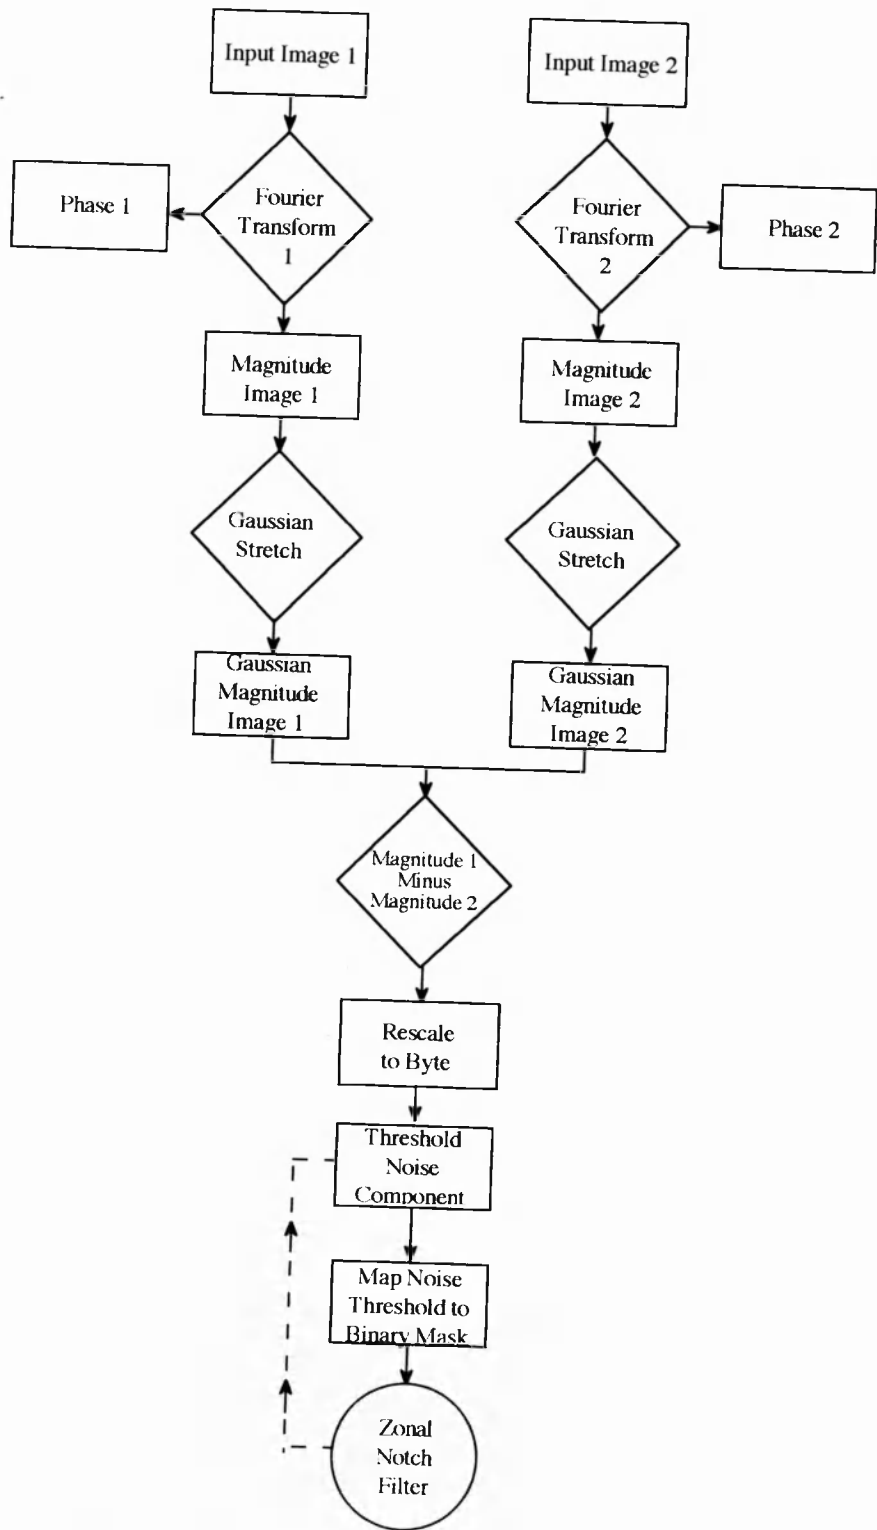 Input Image 1
Input Image 2
Phase 1
Fourier
Transform
1
Fourier
Transform
2
Phase 2
Magnitude
Image 1
Magnitude
Image 2
Gaussian
Stretch
Gaussian
Stretch
Gaussian
Magnitude
Image 1
Gaussian
Magnitude
Image 2
Magnitude 1
Minus
Magnitude 2
Rescale
to Byte
Threshold
Noise
Component
Map Noise
Threshold to
Binary Mask
Zonal
Notch
Filter